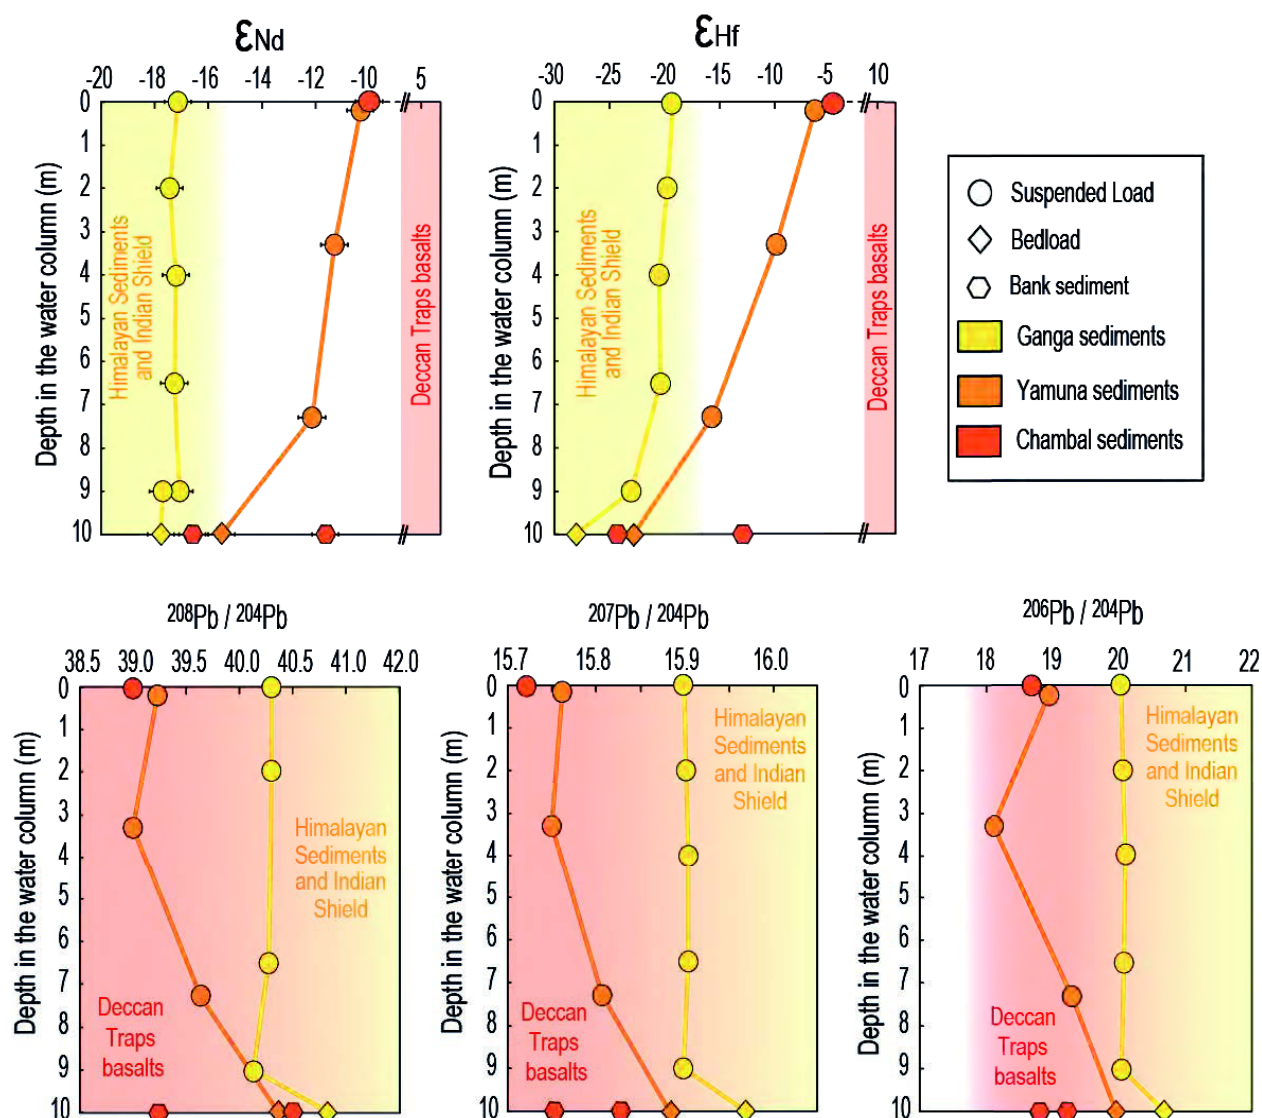 εNd
-20 -18 -16 -14 -12 -10 5
0
1
2
3
4
5
6
7
8
9
10
Depth in the water column (m)
Himalayan Sediments
and Indian Shield
Deccan Traps basalts
εHf
-30 -25 -20 -15 -10 -5 10
0
1
2
3
4
5
6
7
8
9
10
Depth in the water column (m)
Himalayan Sediments
and Indian Shield
Deccan Traps basalts
Suspended Load
Bedload
Bank sediment
Ganga sediments
Yamuna sediments
Chambal sediments
208Pb / 204Pb
38.5 39.0 39.5 40.0 40.5 41.0 42.0
0
1
2
3
4
5
6
7
8
9
10
Depth in the water column (m)
Himalayan
Sediments
and Indian
Shield
Deccan
Traps
basalts
207Pb / 204Pb
15.7 15.8 15.9 16.0
0
1
2
3
4
5
6
7
8
9
10
Depth in the water column (m)
Himalayan
Sediments
and Indian
Shield
Deccan
Traps
basalts
206Pb / 204Pb
17 18 19 20 21 22
0
1
2
3
4
5
6
7
8
9
10
Depth in the water column (m)
Himalayan
Sediments
and Indian
Shield
Deccan
Traps
basalts